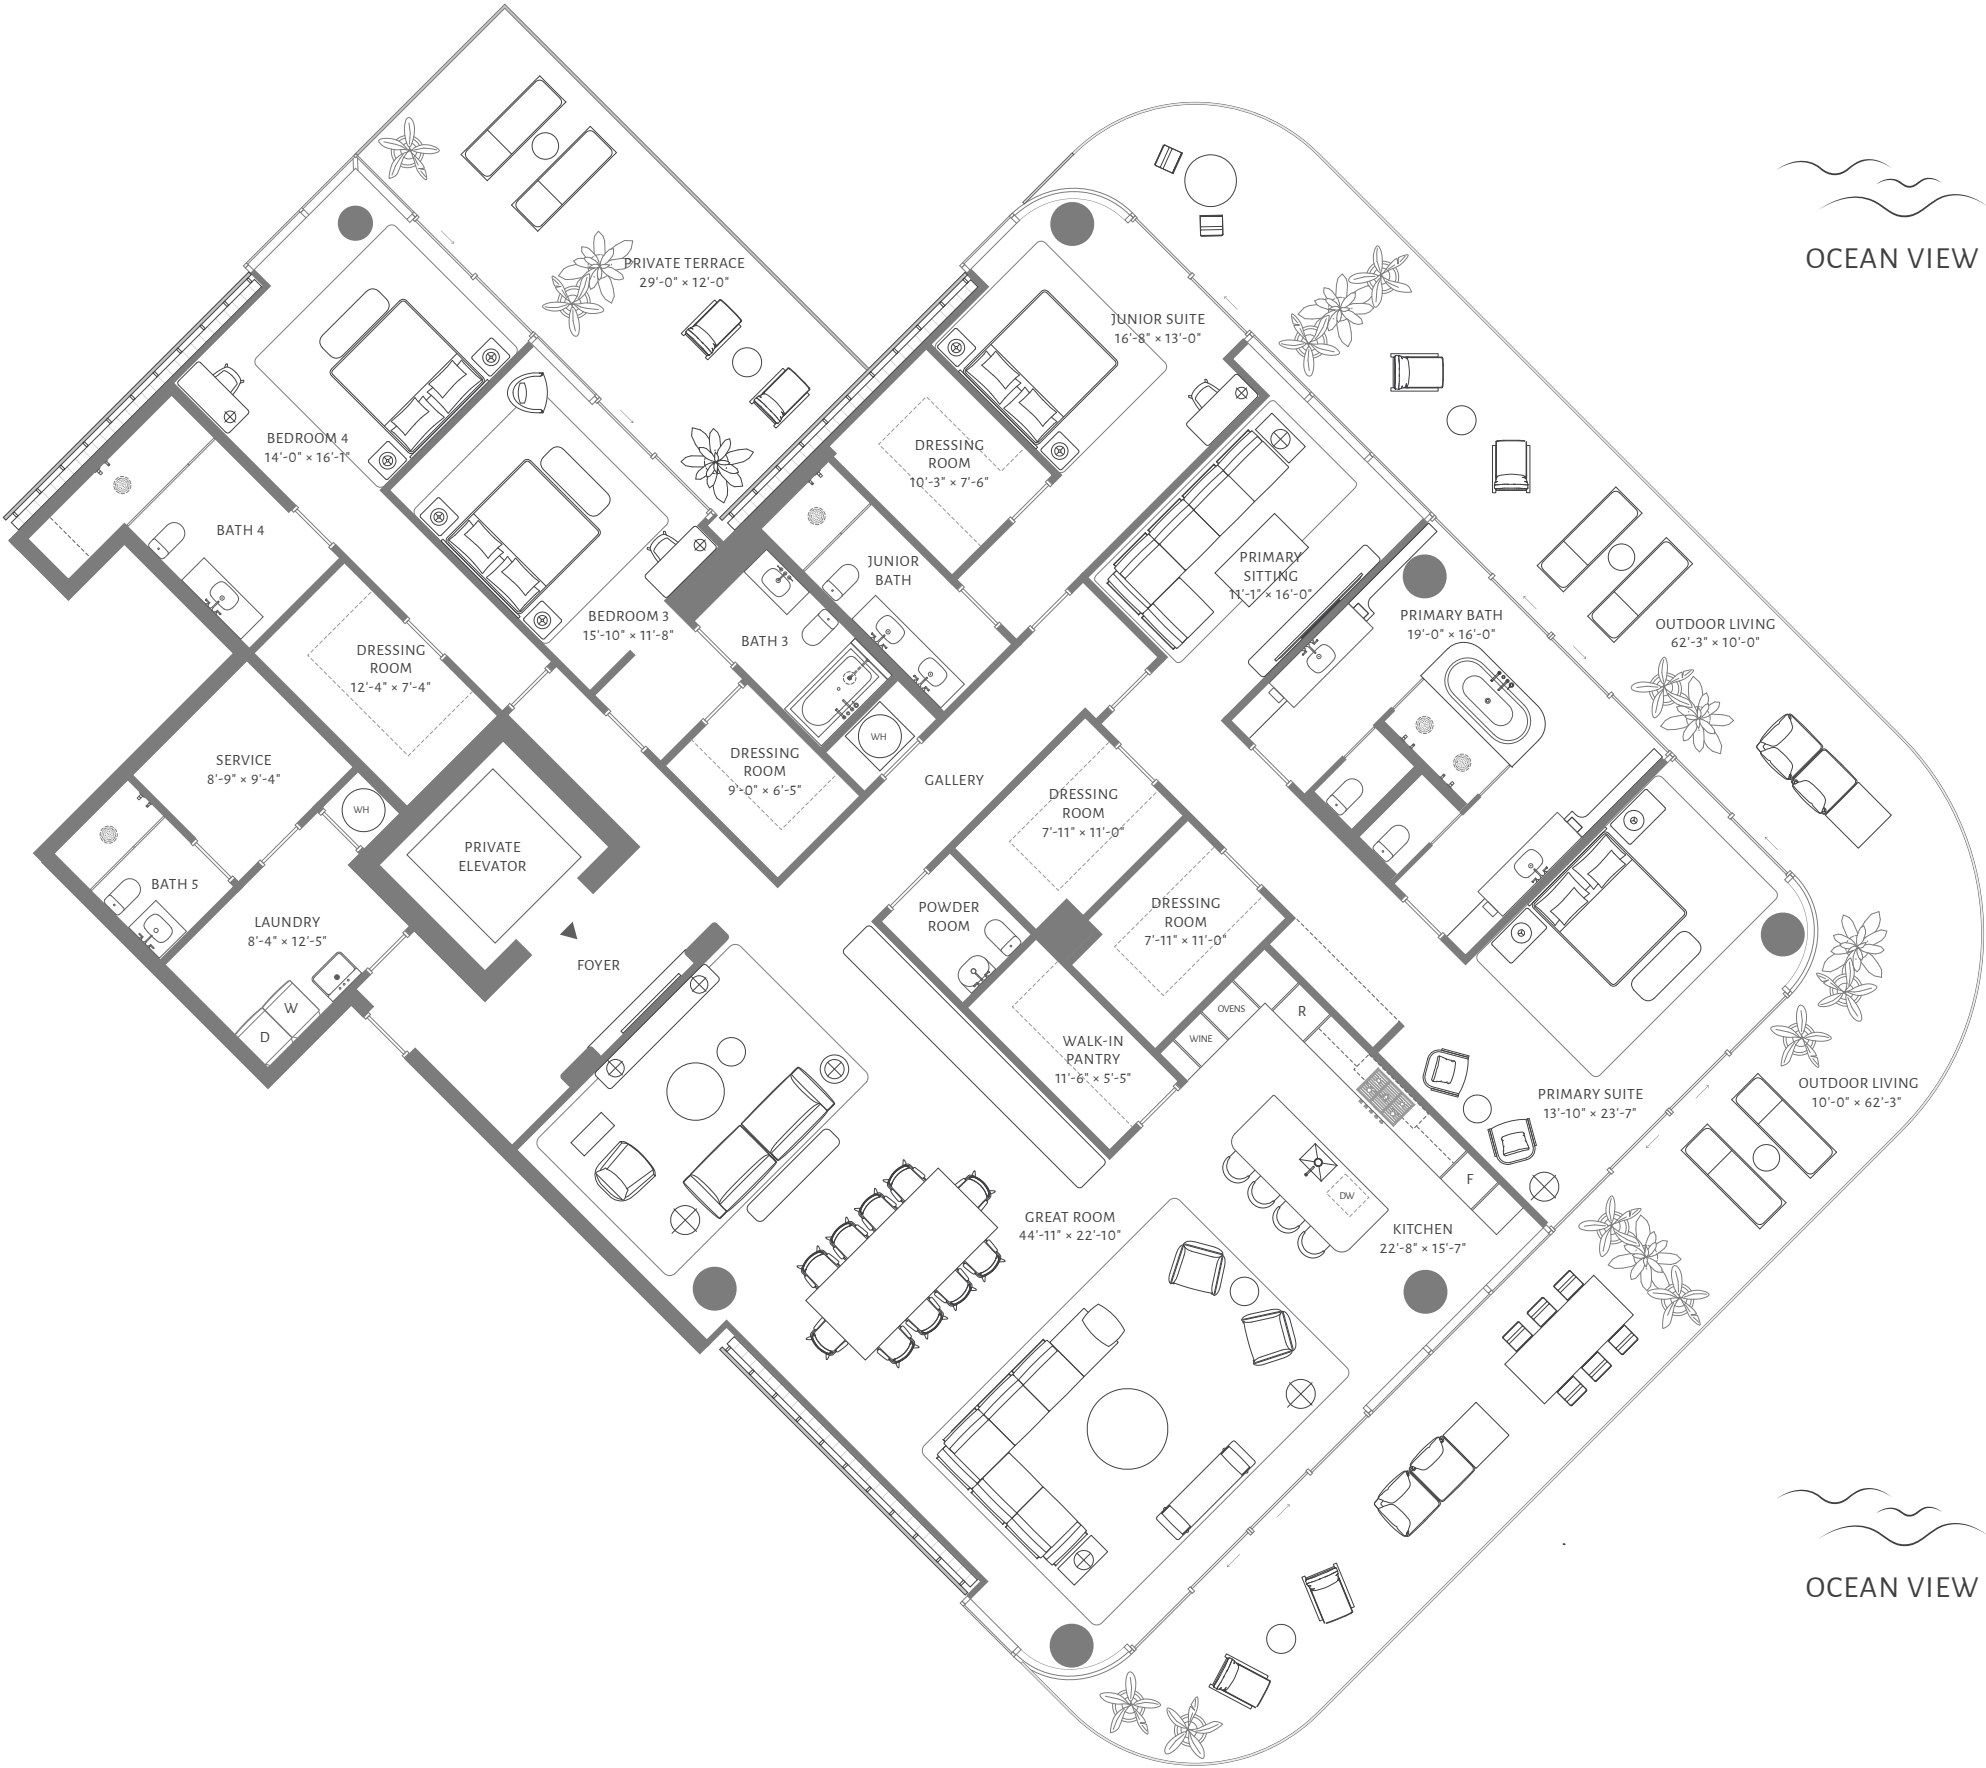 OCEAN VIEW
PRIVATE TERRACE
29'-0" × 12'-0"
JUNIOR SUITE
16'-8" × 13'-0"
BEDROOM 4
14'-0" × 16'-1"
DRESSING
ROOM
10'-3" × 7'-6"
BATH 4
JUNIOR
BATH
PRIMARY
SITTING
11'-1" × 16'-0"
BEDROOM 3
15'-10" × 11'-8"
BATH 3
PRIMARY BATH
19'-0" × 16'-0"
OUTDOOR LIVING
62'-3" × 10'-0"
DRESSING
ROOM
12'-4" × 7'-4"
WH
DRESSING
ROOM
9'-0" × 6'-5"
SERVICE
8'-9" × 9'-4"
GALLERY
DRESSING
ROOM
7'-11" × 11'-0"
WH
PRIVATE
ELEVATOR
BATH 5
POWDER
ROOM
DRESSING
ROOM
7'-11" × 11'-0"
LAUNDRY
8'-4" × 12'-5"
FOYER
W
D
OVENS
R
WINE
WALK-IN
PANTRY
11'-6" × 5'-5"
PRIMARY SUITE
13'-10" × 23'-7"
OUTDOOR LIVING
10'-0" × 62'-3"
F
DW
GREAT ROOM
44'-11" × 22'-10"
KITCHEN
22'-8" × 15'-7"
OCEAN VIEW